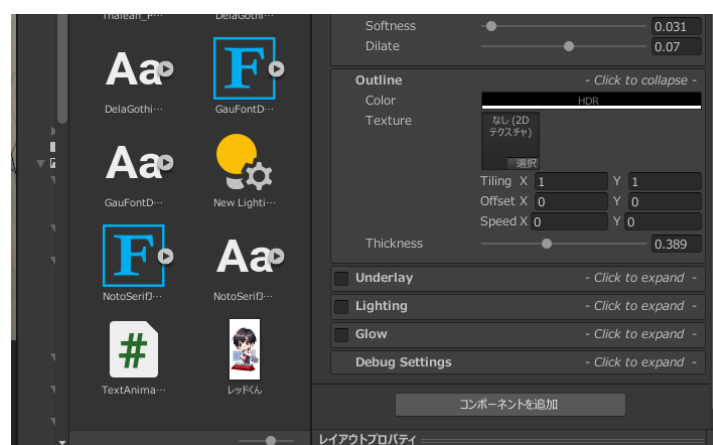 Thaleah_P…
DelaGothi…
DelaGothi…
GauFontD…
GauFontD…
New Lighti…
NotoSerifJ…
NotoSerifJ…
TextAnima…
レッドくん
Softness 0.031
Dilate 0.07
Outline - Click to collapse -
Color HDR
Texture なし (2D
テクスチャ)
選択
Tiling X 1 Y 1
Offset X 0 Y 0
Speed X 0 Y 0
Thickness 0.389
Underlay - Click to expand -
Lighting - Click to expand -
Glow - Click to expand -
Debug Settings - Click to expand -
コンポーネントを追加
レイアウトプロパティ